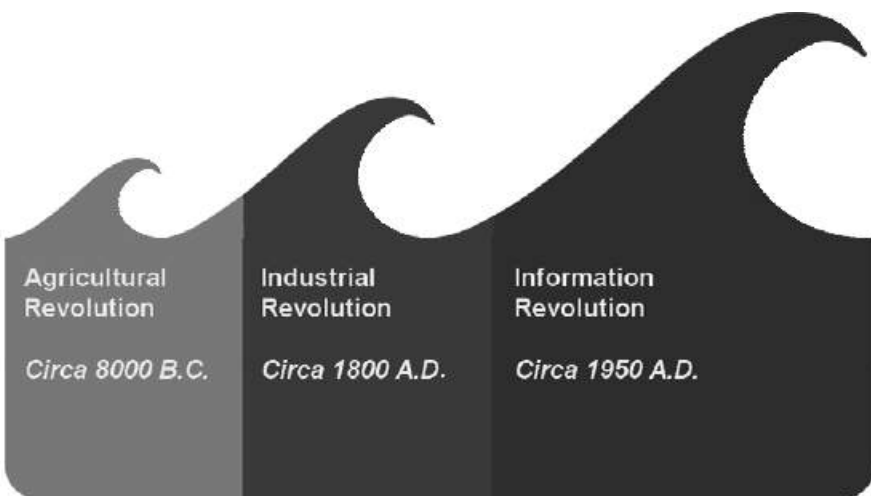 Agricultural
Revolution
Circa 8000 B.C.
Industrial
Revolution
Circa 1800 A.D.
Information
Revolution
Circa 1950 A.D.